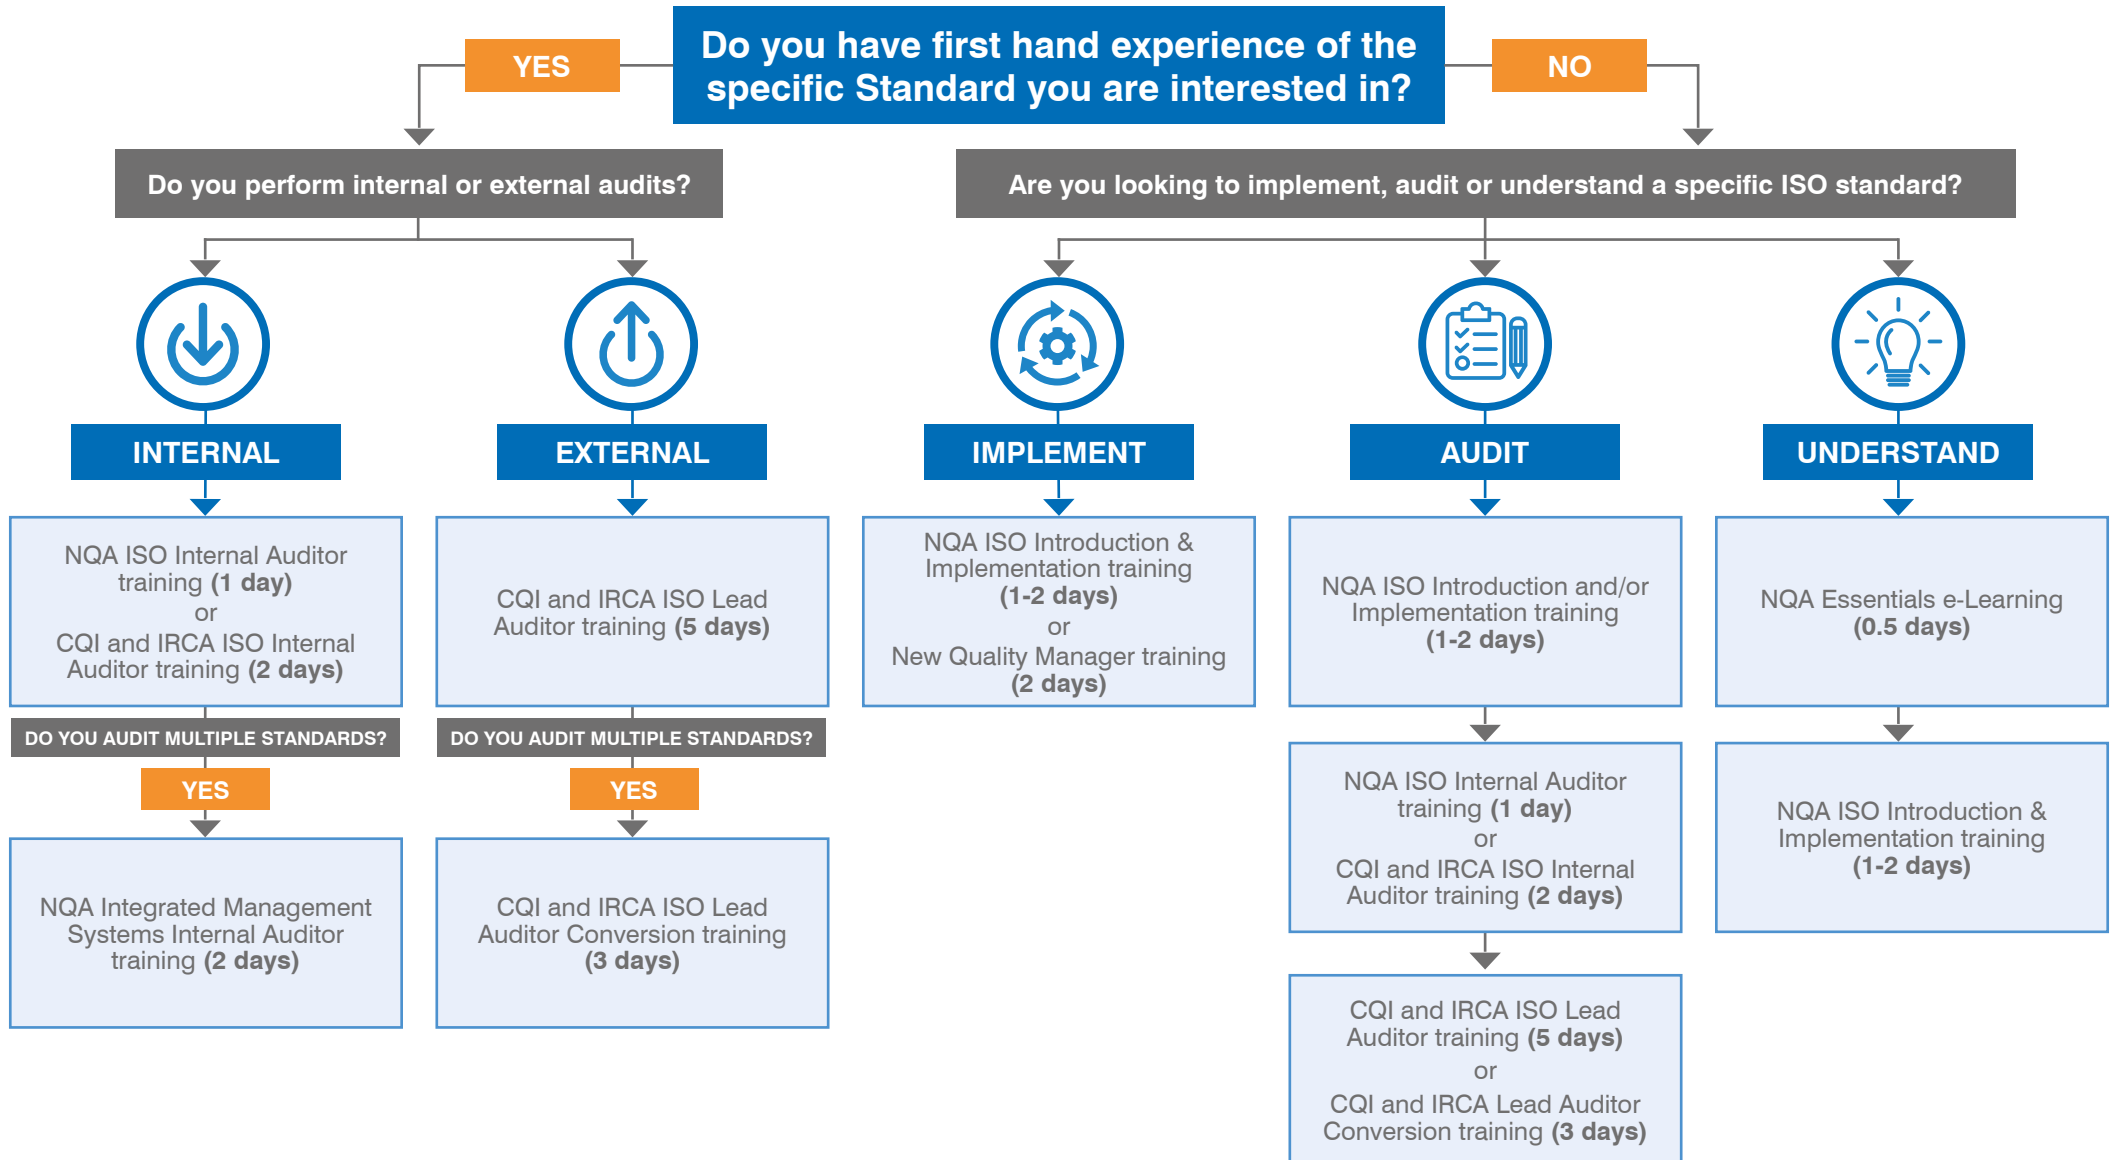 Do you have first hand experience of the
specific Standard you are interested in?
YES
NO
Do you perform internal or external audits?
Are you looking to implement, audit or understand a specific ISO standard?
INTERNAL
EXTERNAL
IMPLEMENT
AUDIT
UNDERSTAND
NQA ISO Internal Auditor
training (1 day)
or
CQI and IRCA ISO Internal
Auditor training (2 days)
DO YOU AUDIT MULTIPLE STANDARDS?
YES
NQA Integrated Management
Systems Internal Auditor
training (2 days)
CQI and IRCA ISO Lead
Auditor training (5 days)
DO YOU AUDIT MULTIPLE STANDARDS?
YES
CQI and IRCA ISO Lead
Auditor Conversion training
(3 days)
NQA ISO Introduction &
Implementation training
(1-2 days)
or
New Quality Manager training
(2 days)
NQA ISO Introduction and/or
Implementation training
(1-2 days)
NQA ISO Internal Auditor
training (1 day)
or
CQI and IRCA ISO Internal
Auditor training (2 days)
CQI and IRCA ISO Lead
Auditor training (5 days)
or
CQI and IRCA Lead Auditor
Conversion training (3 days)
NQA Essentials e-Learning
(0.5 days)
NQA ISO Introduction &
Implementation training
(1-2 days)